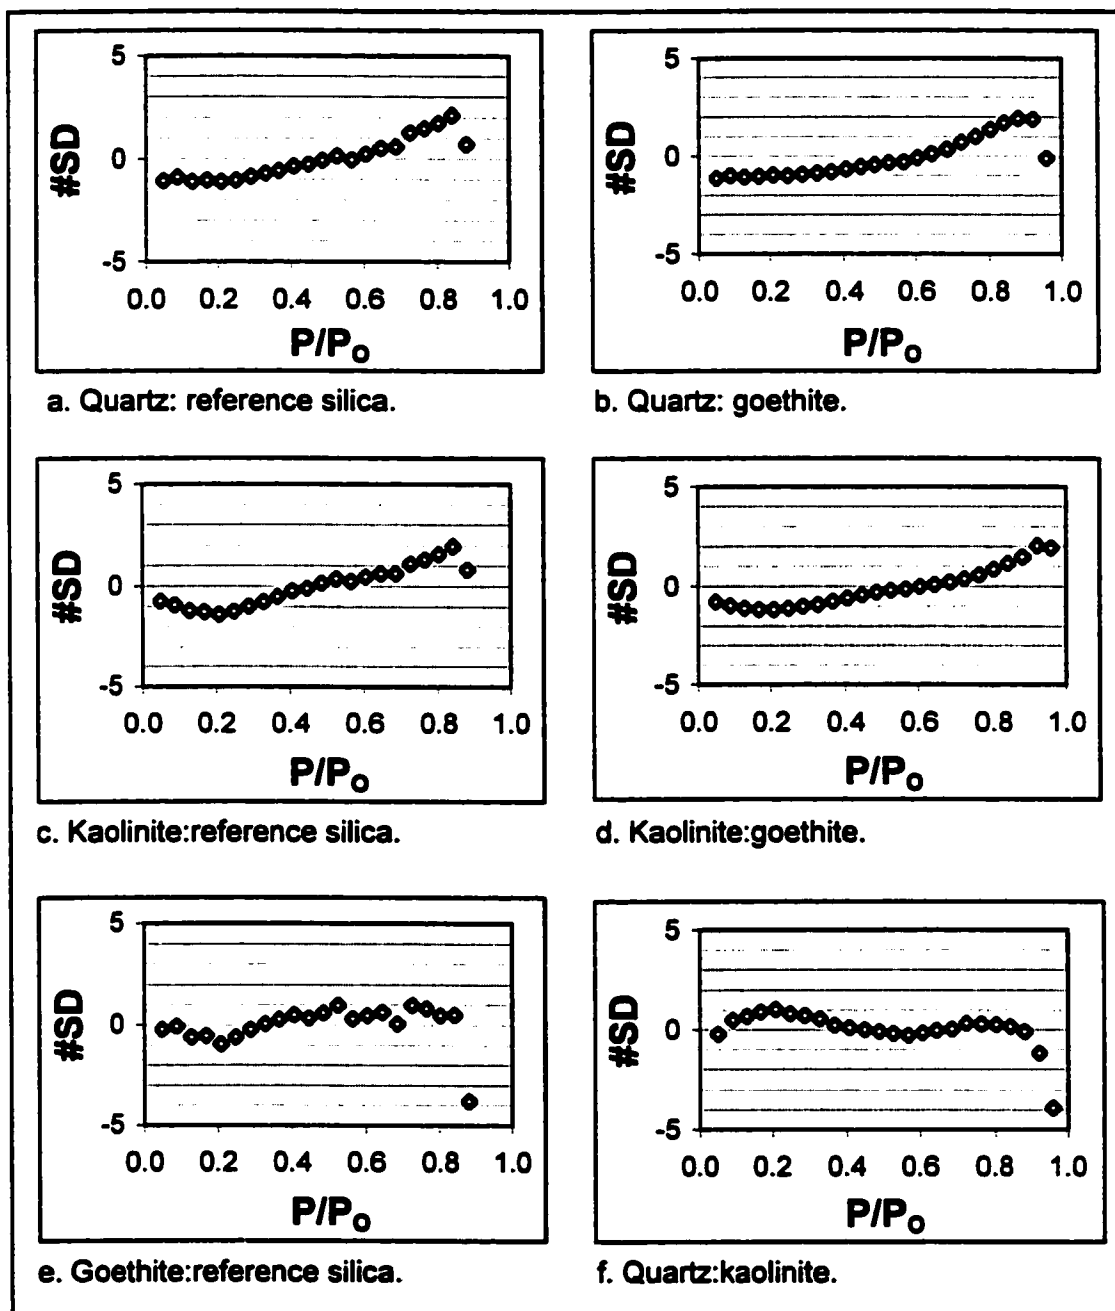 5
0
-5
#SD
0.0 0.2 0.4 0.6 0.8 1.0
P/Po
a. Quartz: reference silica.
5
0
-5
#SD
0.0 0.2 0.4 0.6 0.8 1.0
P/Po
b. Quartz: goethite.
5
0
-5
#SD
0.0 0.2 0.4 0.6 0.8 1.0
P/Po
c. Kaolinite:reference silica.
5
0
-5
#SD
0.0 0.2 0.4 0.6 0.8 1.0
P/Po
d. Kaolinite:goethite.
5
0
-5
#SD
0.0 0.2 0.4 0.6 0.8 1.0
P/Po
e. Goethite:reference silica.
5
0
-5
#SD
0.0 0.2 0.4 0.6 0.8 1.0
P/Po
f. Quartz:kaolinite.